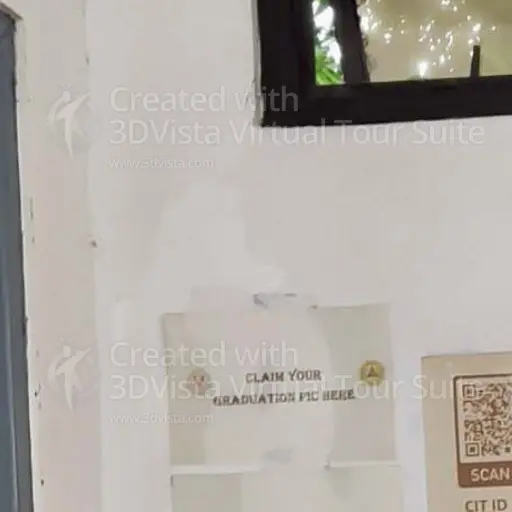 Created with
3DVista Virtual Tour Suite
www.3dvista.com
Created with
3DVista Virtual Tour Suite
www.3dvista.com
CLAIM YOUR
GRADUATION PIC HERE
SCAN
CIT ID